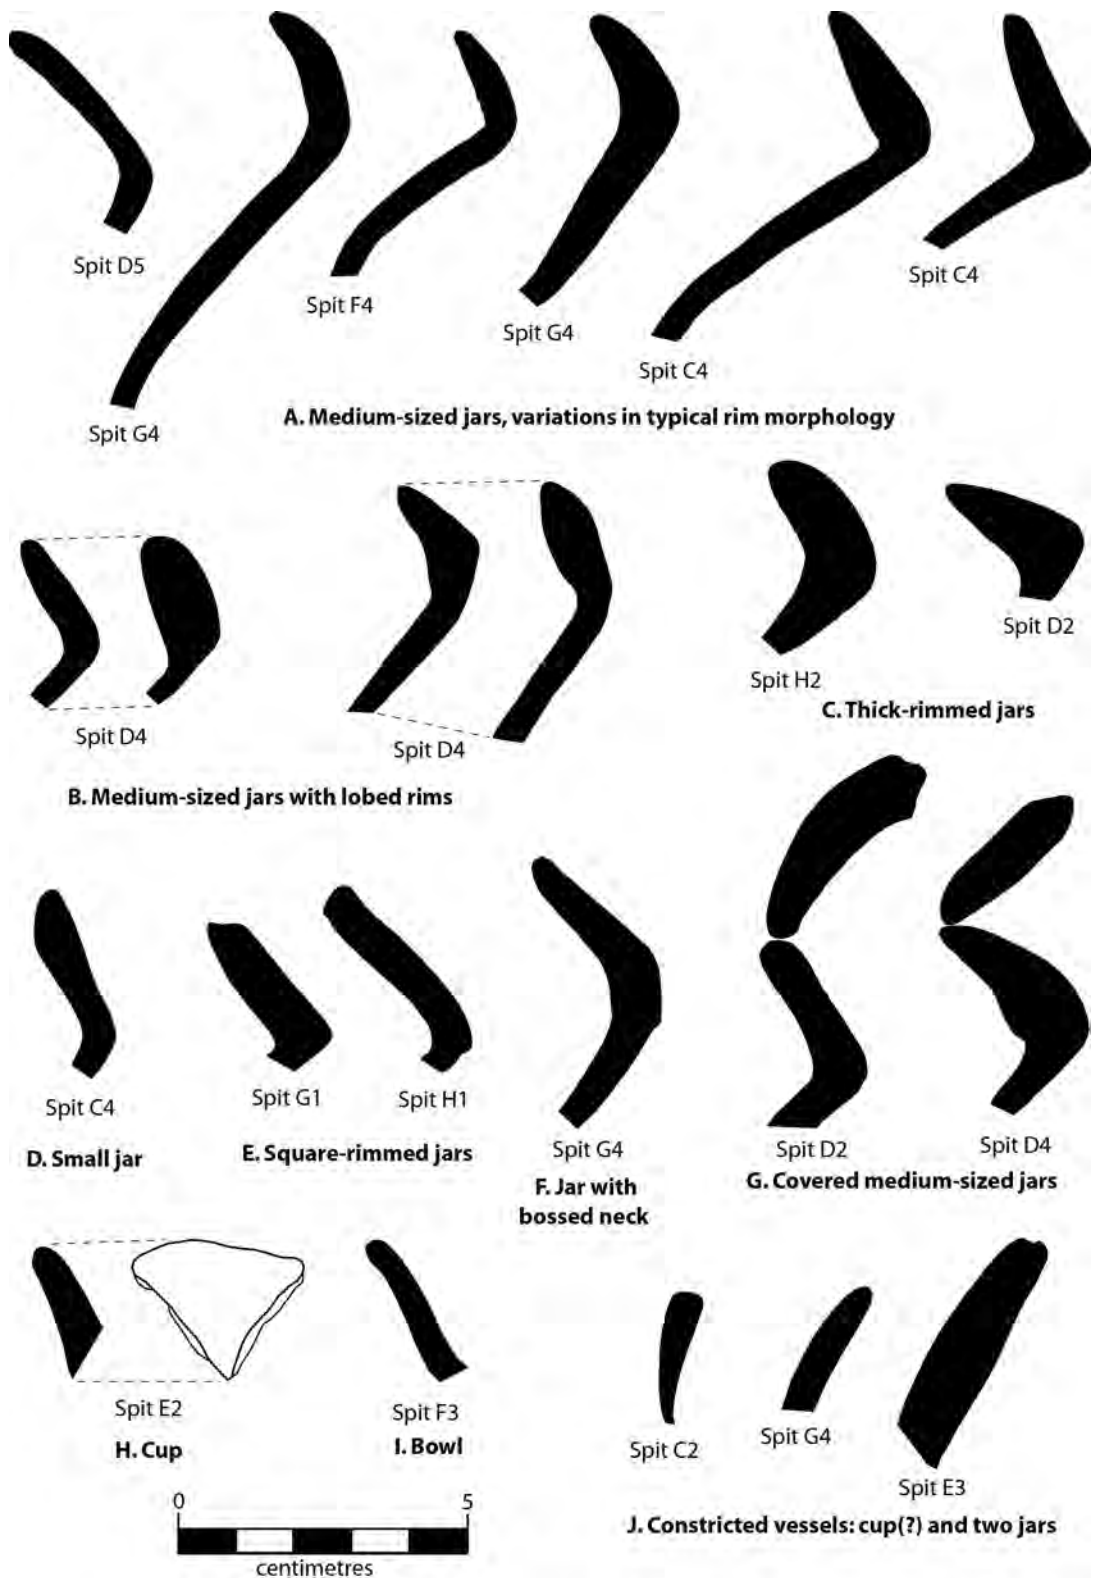 Spit D5
Spit G4
Spit F4
Spit G4
Spit C4
Spit C4
A. Medium-sized jars, variations in typical rim morphology
Spit D4
Spit D4
B. Medium-sized jars with lobed rims
Spit H2
Spit D2
C. Thick-rimmed jars
Spit C4
D. Small jar
Spit G1
Spit H1
E. Square-rimmed jars
Spit G4
F. Jar with
bossed neck
Spit D2
Spit D4
G. Covered medium-sized jars
Spit E2
H. Cup
Spit F3
I. Bowl
Spit C2
Spit G4
Spit E3
J. Constricted vessels: cup(?) and two jars
0
5
centimetres